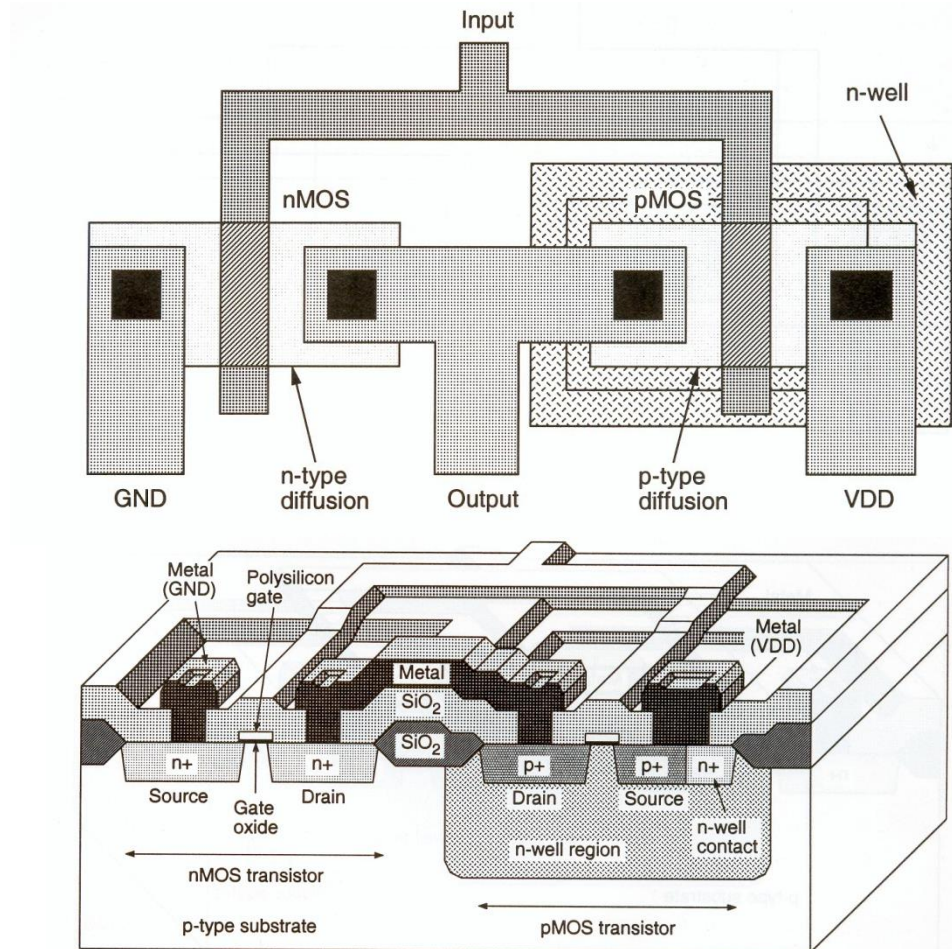 Input
n-well
nMOS
pMOS
GND
n-type
diffusion
Output
p-type
diffusion
VDD
Metal
(GND)
Polysilicon
gate
Metal
(VDD)
Metal
SiO₂
SiO₂
n+
n+
p+
p+
n+
Source
Gate
oxide
Drain
Drain
Source
n-well
contact
n-well region
nMOS transistor
p-type substrate
pMOS transistor